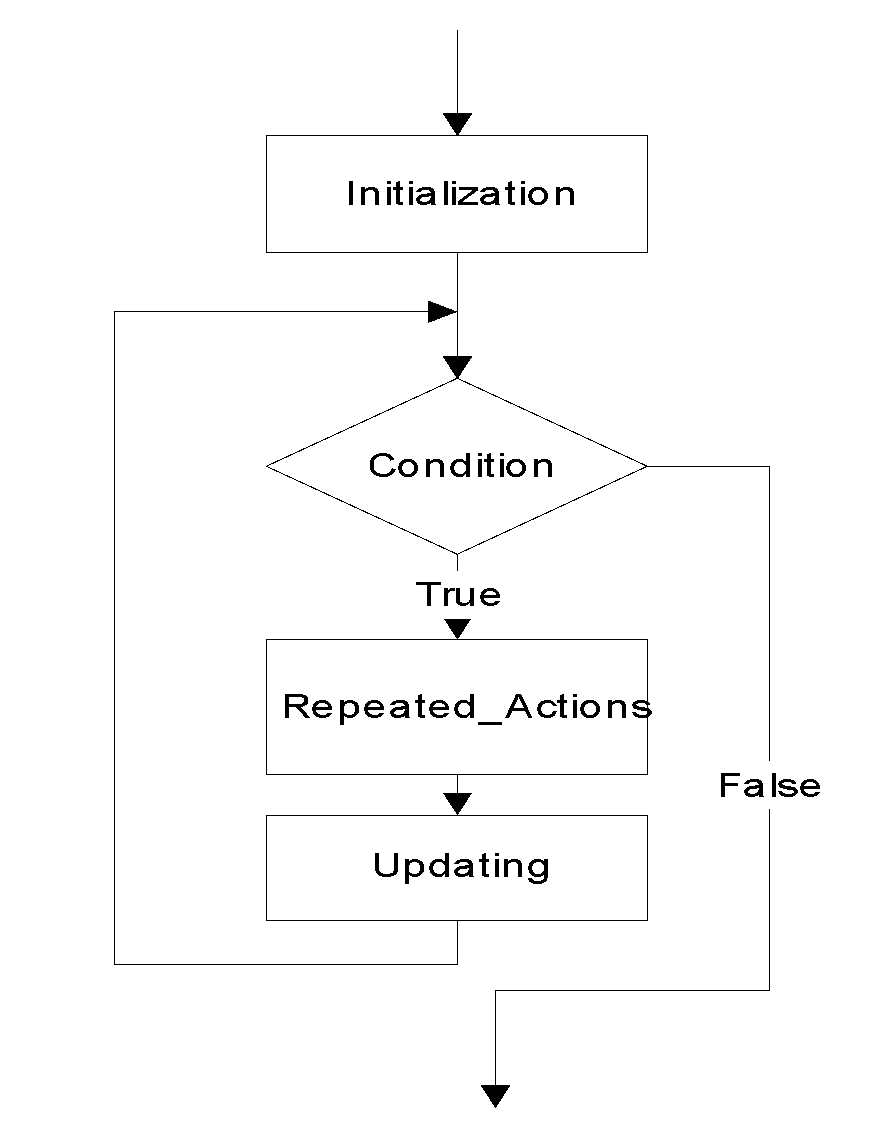 Initialization
Condition
True
Repeated_Actions
False
Updating